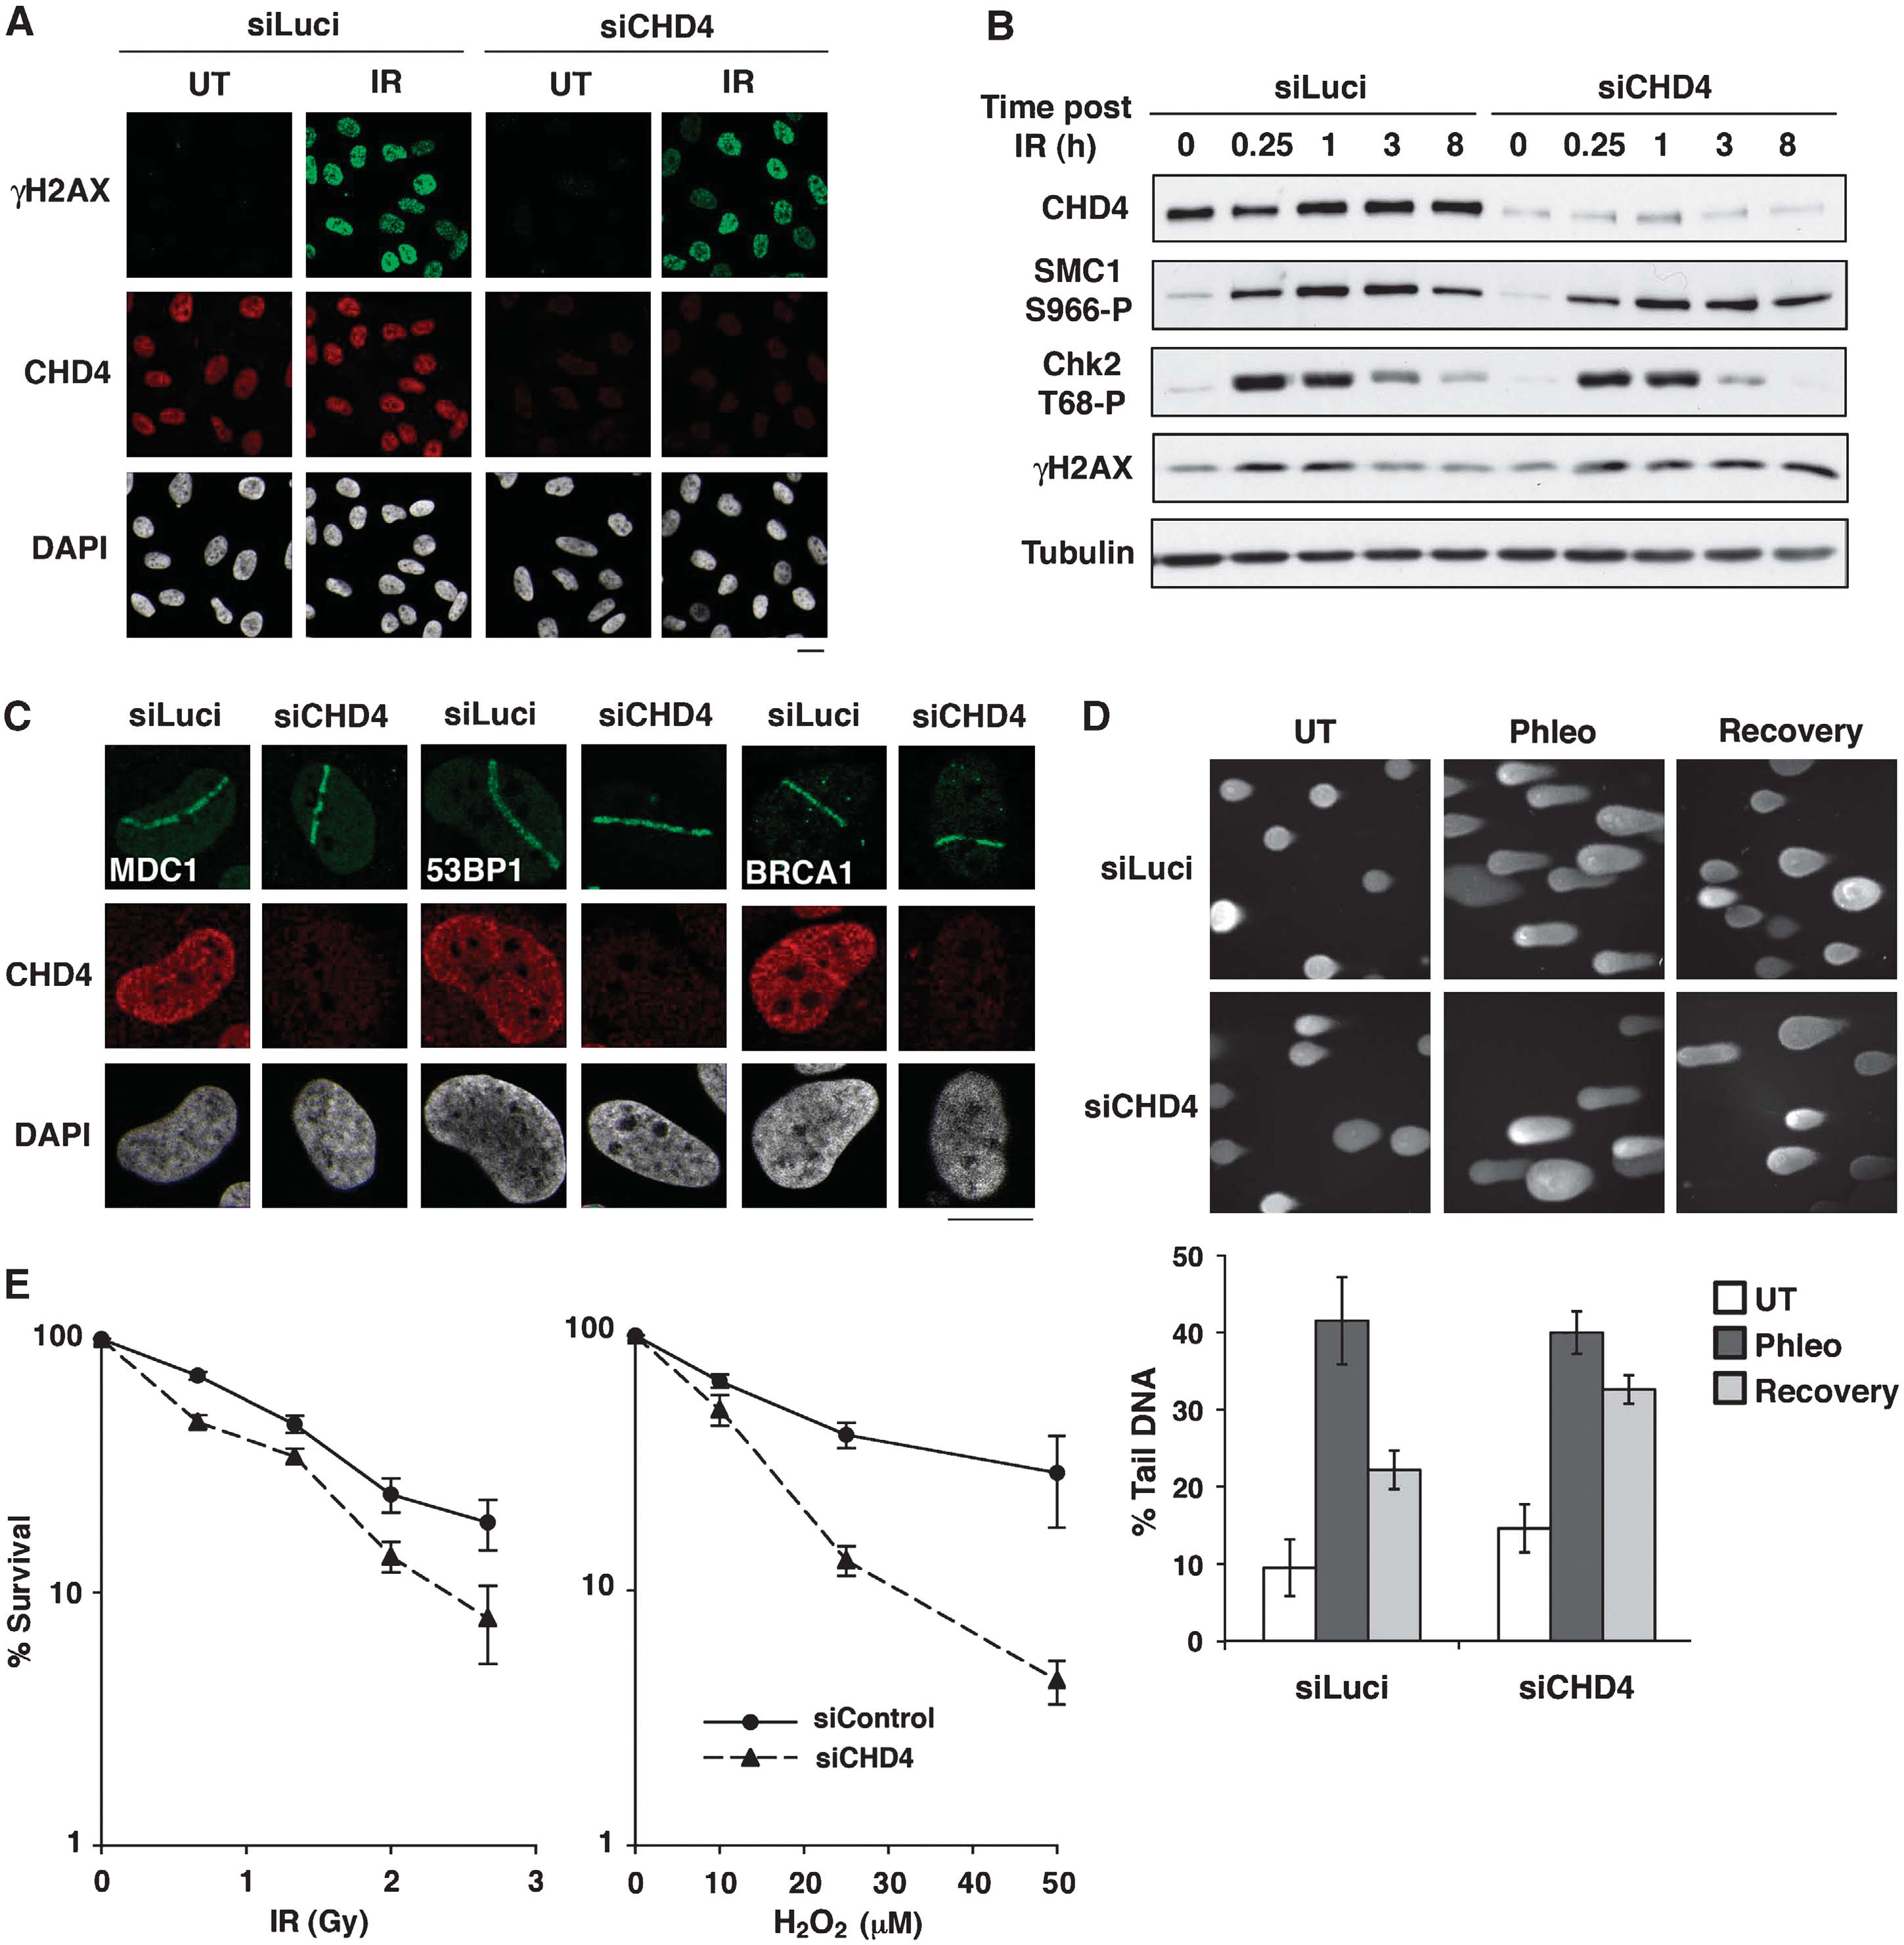 A
siLuci siCHD4
UT IR UT IR
γH2AX
CHD4
DAPI
B
siLuci siCHD4
Time post
IR (h) 0 0.25 1 3 8 0 0.25 1 3 8
CHD4
SMC1
S966-P
Chk2
T68-P
γH2AX
Tubulin
C
siLuci siCHD4 siLuci siCHD4 siLuci siCHD4
MDC1 53BP1 BRCA1
CHD4
DAPI
D
UT Phleo Recovery
siLuci
siCHD4
50
40
30
20
10
0
% Tail DNA
siLuci siCHD4
UT
Phleo
Recovery
E
100
10
1
% Survival
0 1 2 3
IR (Gy)
100
10
1
siControl
siCHD4
0 10 20 30 40 50
H₂O₂ (μM)